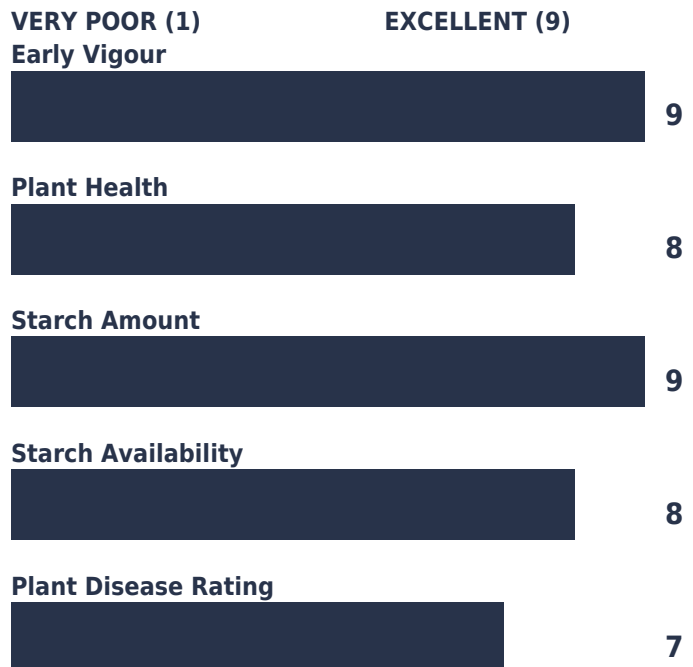 VERY POOR (1) EXCELLENT (9)
Early Vigour
9
Plant Health
8
Starch Amount
9
Starch Availability
8
Plant Disease Rating
7